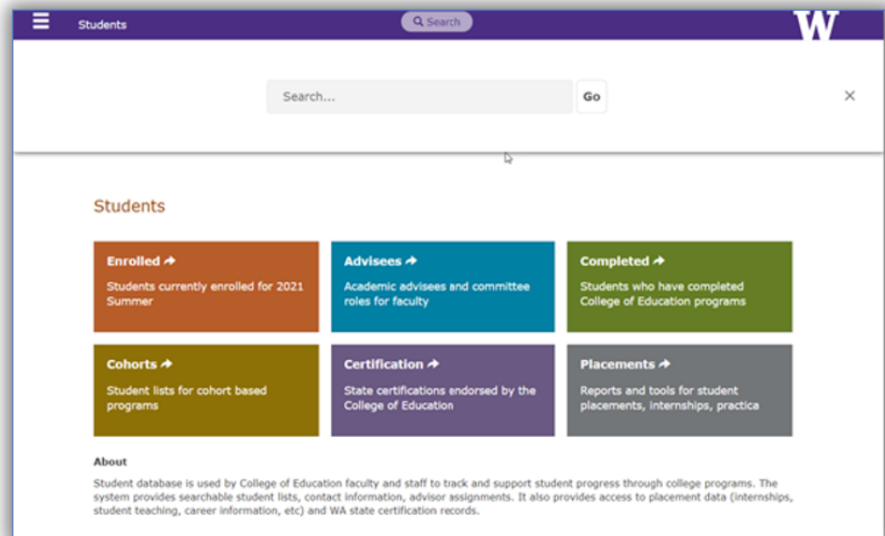 Students
Search
W
Search...
Go
Students
Enrolled
Students currently enrolled for 2021
Summer
Advisees
Academic advisees and committee
roles for faculty
Completed
Students who have completed
College of Education programs
Cohorts
Student lists for cohort based
programs
Certification
State certifications endorsed by the
College of Education
Placements
Reports and tools for student
placements, internships, practica
About
Student database is used by College of Education faculty and staff to track and support student progress through college programs. The
system provides searchable student lists, contact information, advisor assignments. It also provides access to placement data (internships,
student teaching, career information, etc) and WA state certification records.